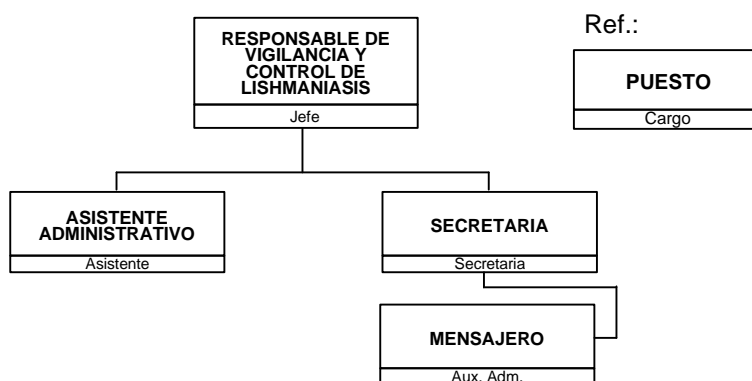 RESPONSABLE DE
VIGILANCIA Y
CONTROL DE
LISHMANIASIS
Jefe
Ref.:
PUESTO
Cargo
ASISTENTE
ADMINISTRATIVO
Asistente
SECRETARIA
Secretaria
MENSAJERO
Aux. Adm.